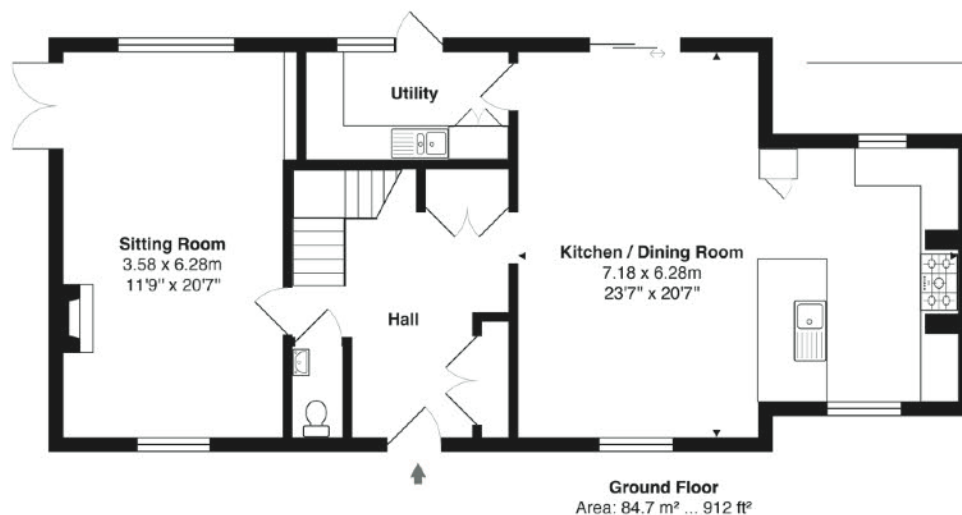 Utility
Sitting Room
3.58 x 6.28m
11'9" x 20'7"
Kitchen / Dining Room
7.18 x 6.28m
23'7" x 20'7"
Hall
Ground Floor
Area: 84.7 m² ... 912 ft²